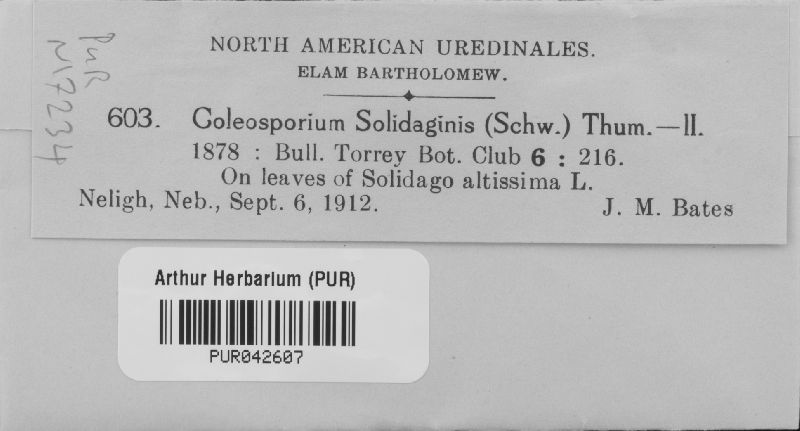 PUR
N17234
NORTH AMERICAN UREDINALES.
ELAM BARTHOLOMEW.
603. Coleosporium Solidaginis (Schw.) Thum.—II.
1878 : Bull. Torrey Bot. Club 6 : 216.
On leaves of Solidago altissima L.
Neligh, Neb., Sept. 6, 1912. J. M. Bates
Arthur Herbarium (PUR)
PUR042607